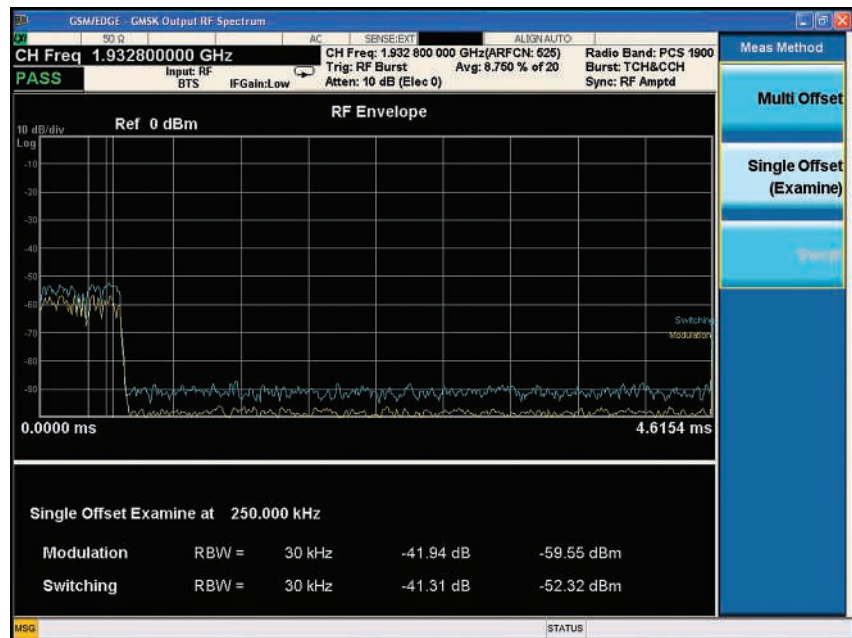 GSM/EDGE - GMSK Output RF Spectrum
50 Ω AC SENSE:EXT ALIGN AUTO
CH Freq 1.932800000 GHz
CH Freq: 1.932 800 000 GHz(ARFCN: 525) Radio Band: PCS 1900
Trig: RF Burst Avg: 8.750 % of 20 Burst: TCH&CCH
PASS Input: RF BTS IFGain:Low Atten: 10 dB (Elec 0) Sync: RF Amptd
Meas Method
Multi Offset
Single Offset
(Examine)
RF Envelope
10 dB/div Ref 0 dBm
Log
-10
-20
-30
-40
-50
-60
-70
-80
-90
Switching
Modulation
0.0000 ms 4.6154 ms
Single Offset Examine at 250.000 kHz
Modulation RBW = 30 kHz -41.94 dB -59.55 dBm
Switching RBW = 30 kHz -41.31 dB -52.32 dBm
MSG STATUS